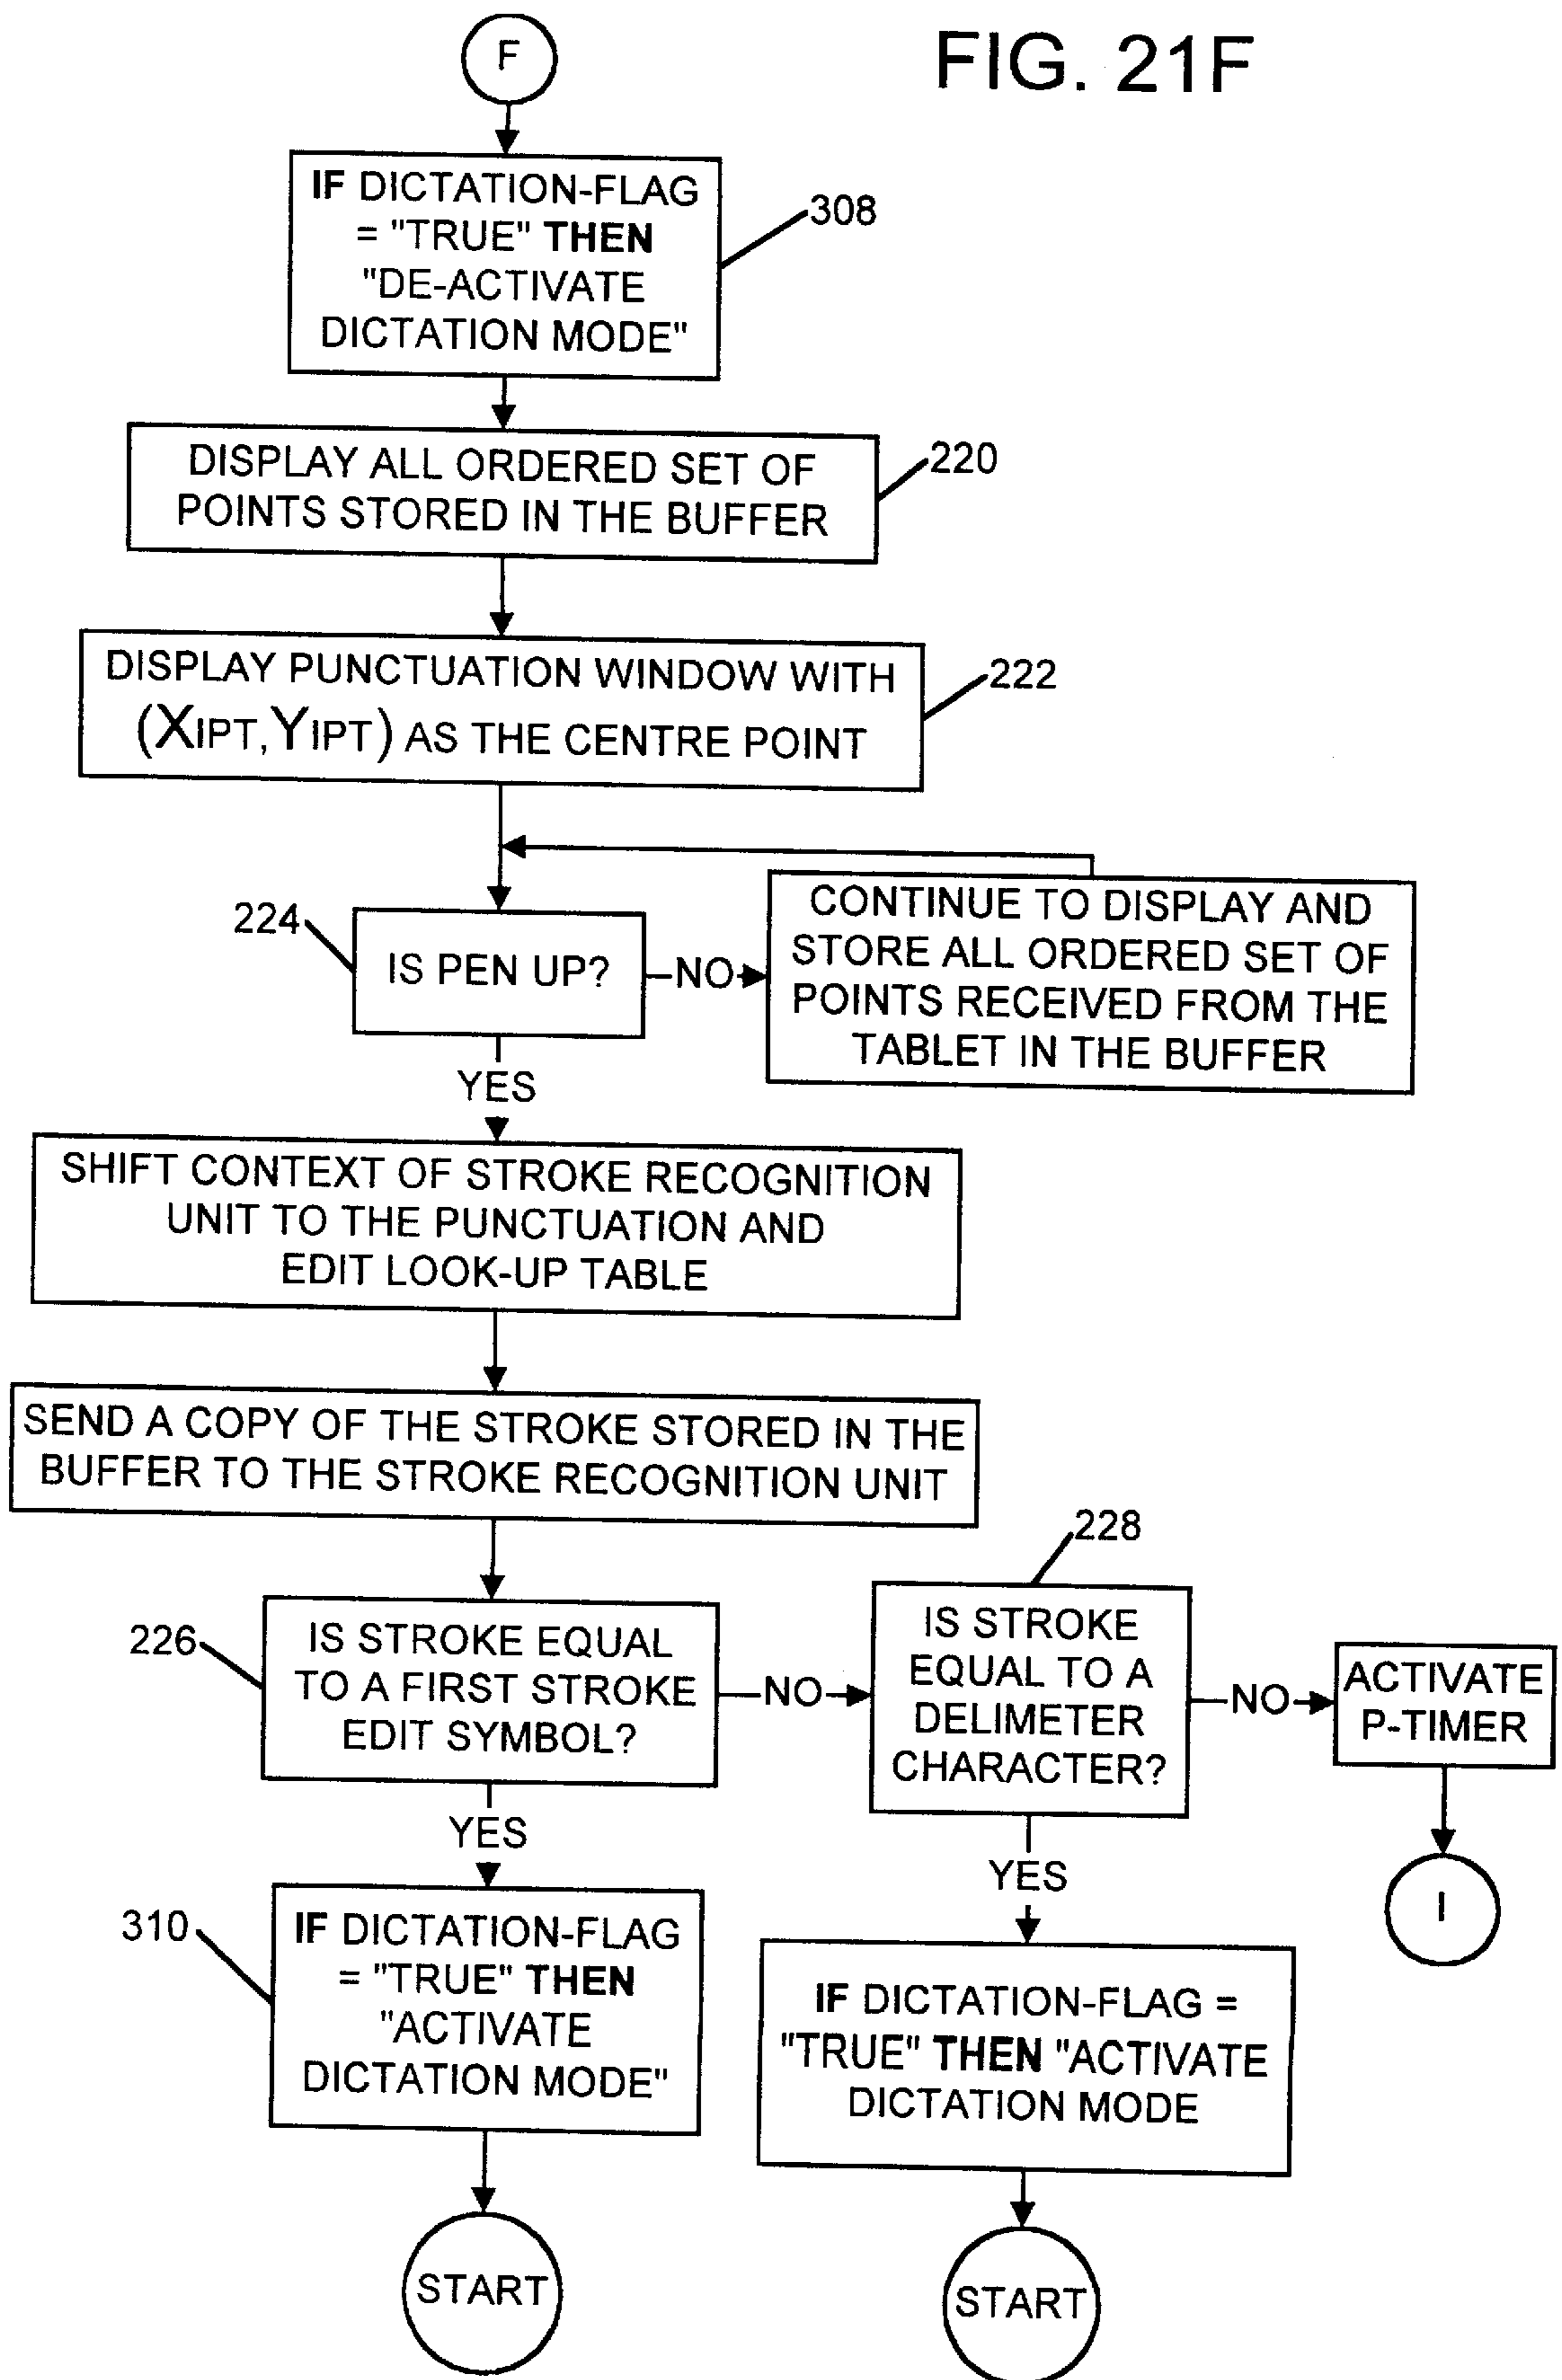 FIG. 21F
F
IF DICTATION-FLAG
= "TRUE" THEN
"DE-ACTIVATE
DICTATION MODE"
308
DISPLAY ALL ORDERED SET OF
POINTS STORED IN THE BUFFER
220
DISPLAY PUNCTUATION WINDOW WITH
(XIPT, YIPT) AS THE CENTRE POINT
222
224
IS PEN UP?
NO
CONTINUE TO DISPLAY AND
STORE ALL ORDERED SET OF
POINTS RECEIVED FROM THE
TABLET IN THE BUFFER
YES
SHIFT CONTEXT OF STROKE RECOGNITION
UNIT TO THE PUNCTUATION AND
EDIT LOOK-UP TABLE
SEND A COPY OF THE STROKE STORED IN THE
BUFFER TO THE STROKE RECOGNITION UNIT
226
IS STROKE EQUAL
TO A FIRST STROKE
EDIT SYMBOL?
NO
228
IS STROKE
EQUAL TO A
DELIMETER
CHARACTER?
NO
ACTIVATE
P-TIMER
I
YES
310
IF DICTATION-FLAG
= "TRUE" THEN
"ACTIVATE
DICTATION MODE"
START
YES
IF DICTATION-FLAG =
"TRUE" THEN "ACTIVATE
DICTATION MODE
START